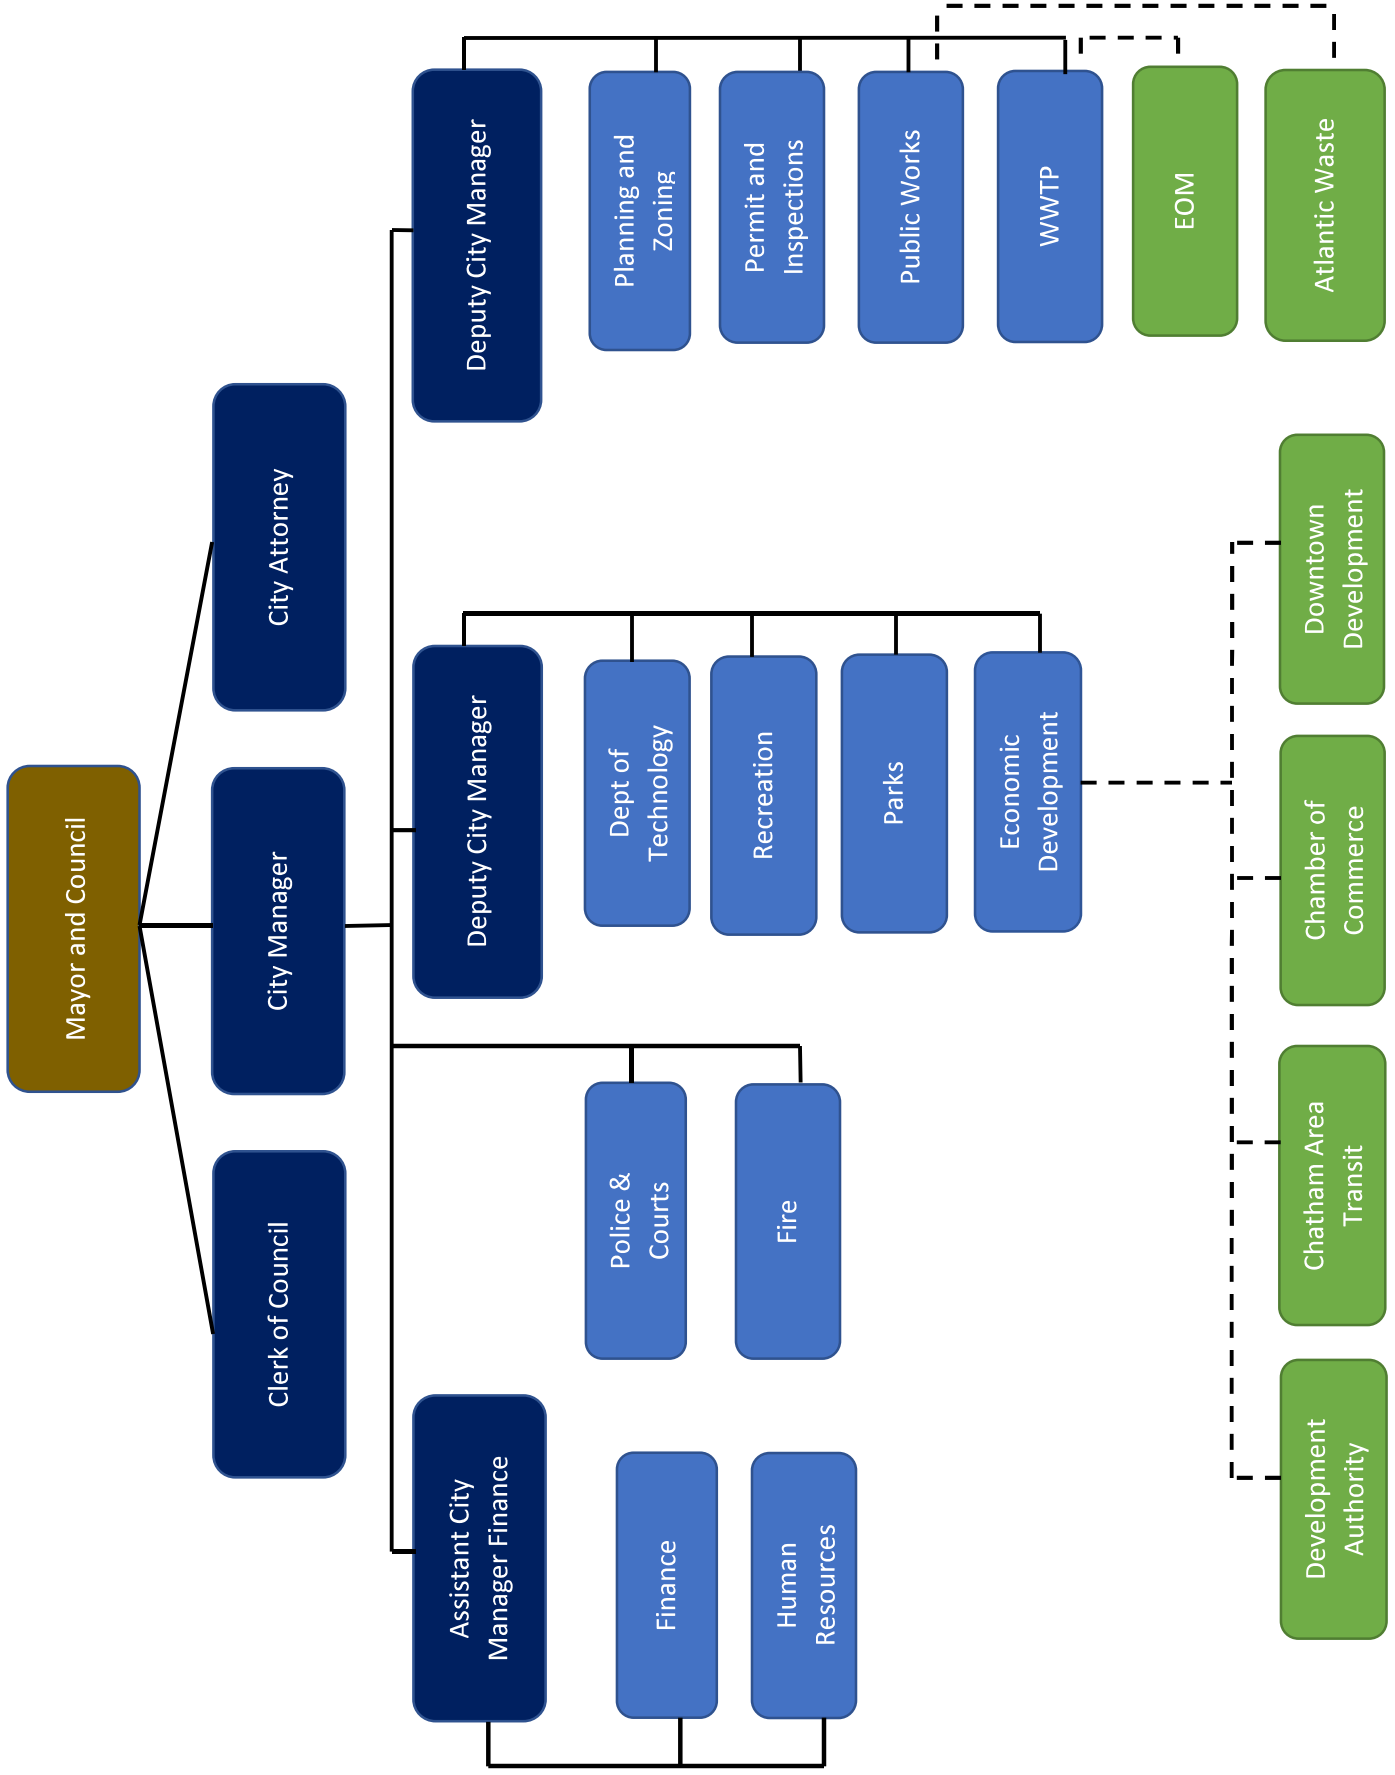 Mayor and Council
Clerk of Council
City Manager
City Attorney
Assistant City
Manager Finance
Deputy City Manager
Deputy City Manager
Finance
Human
Resources
Police &
Courts
Fire
Dept of
Technology
Recreation
Parks
Economic
Development
Planning and
Zoning
Permit and
Inspections
Public Works
WWTP
EOM
Atlantic Waste
Development
Authority
Chatham Area
Transit
Chamber of
Commerce
Downtown
Development